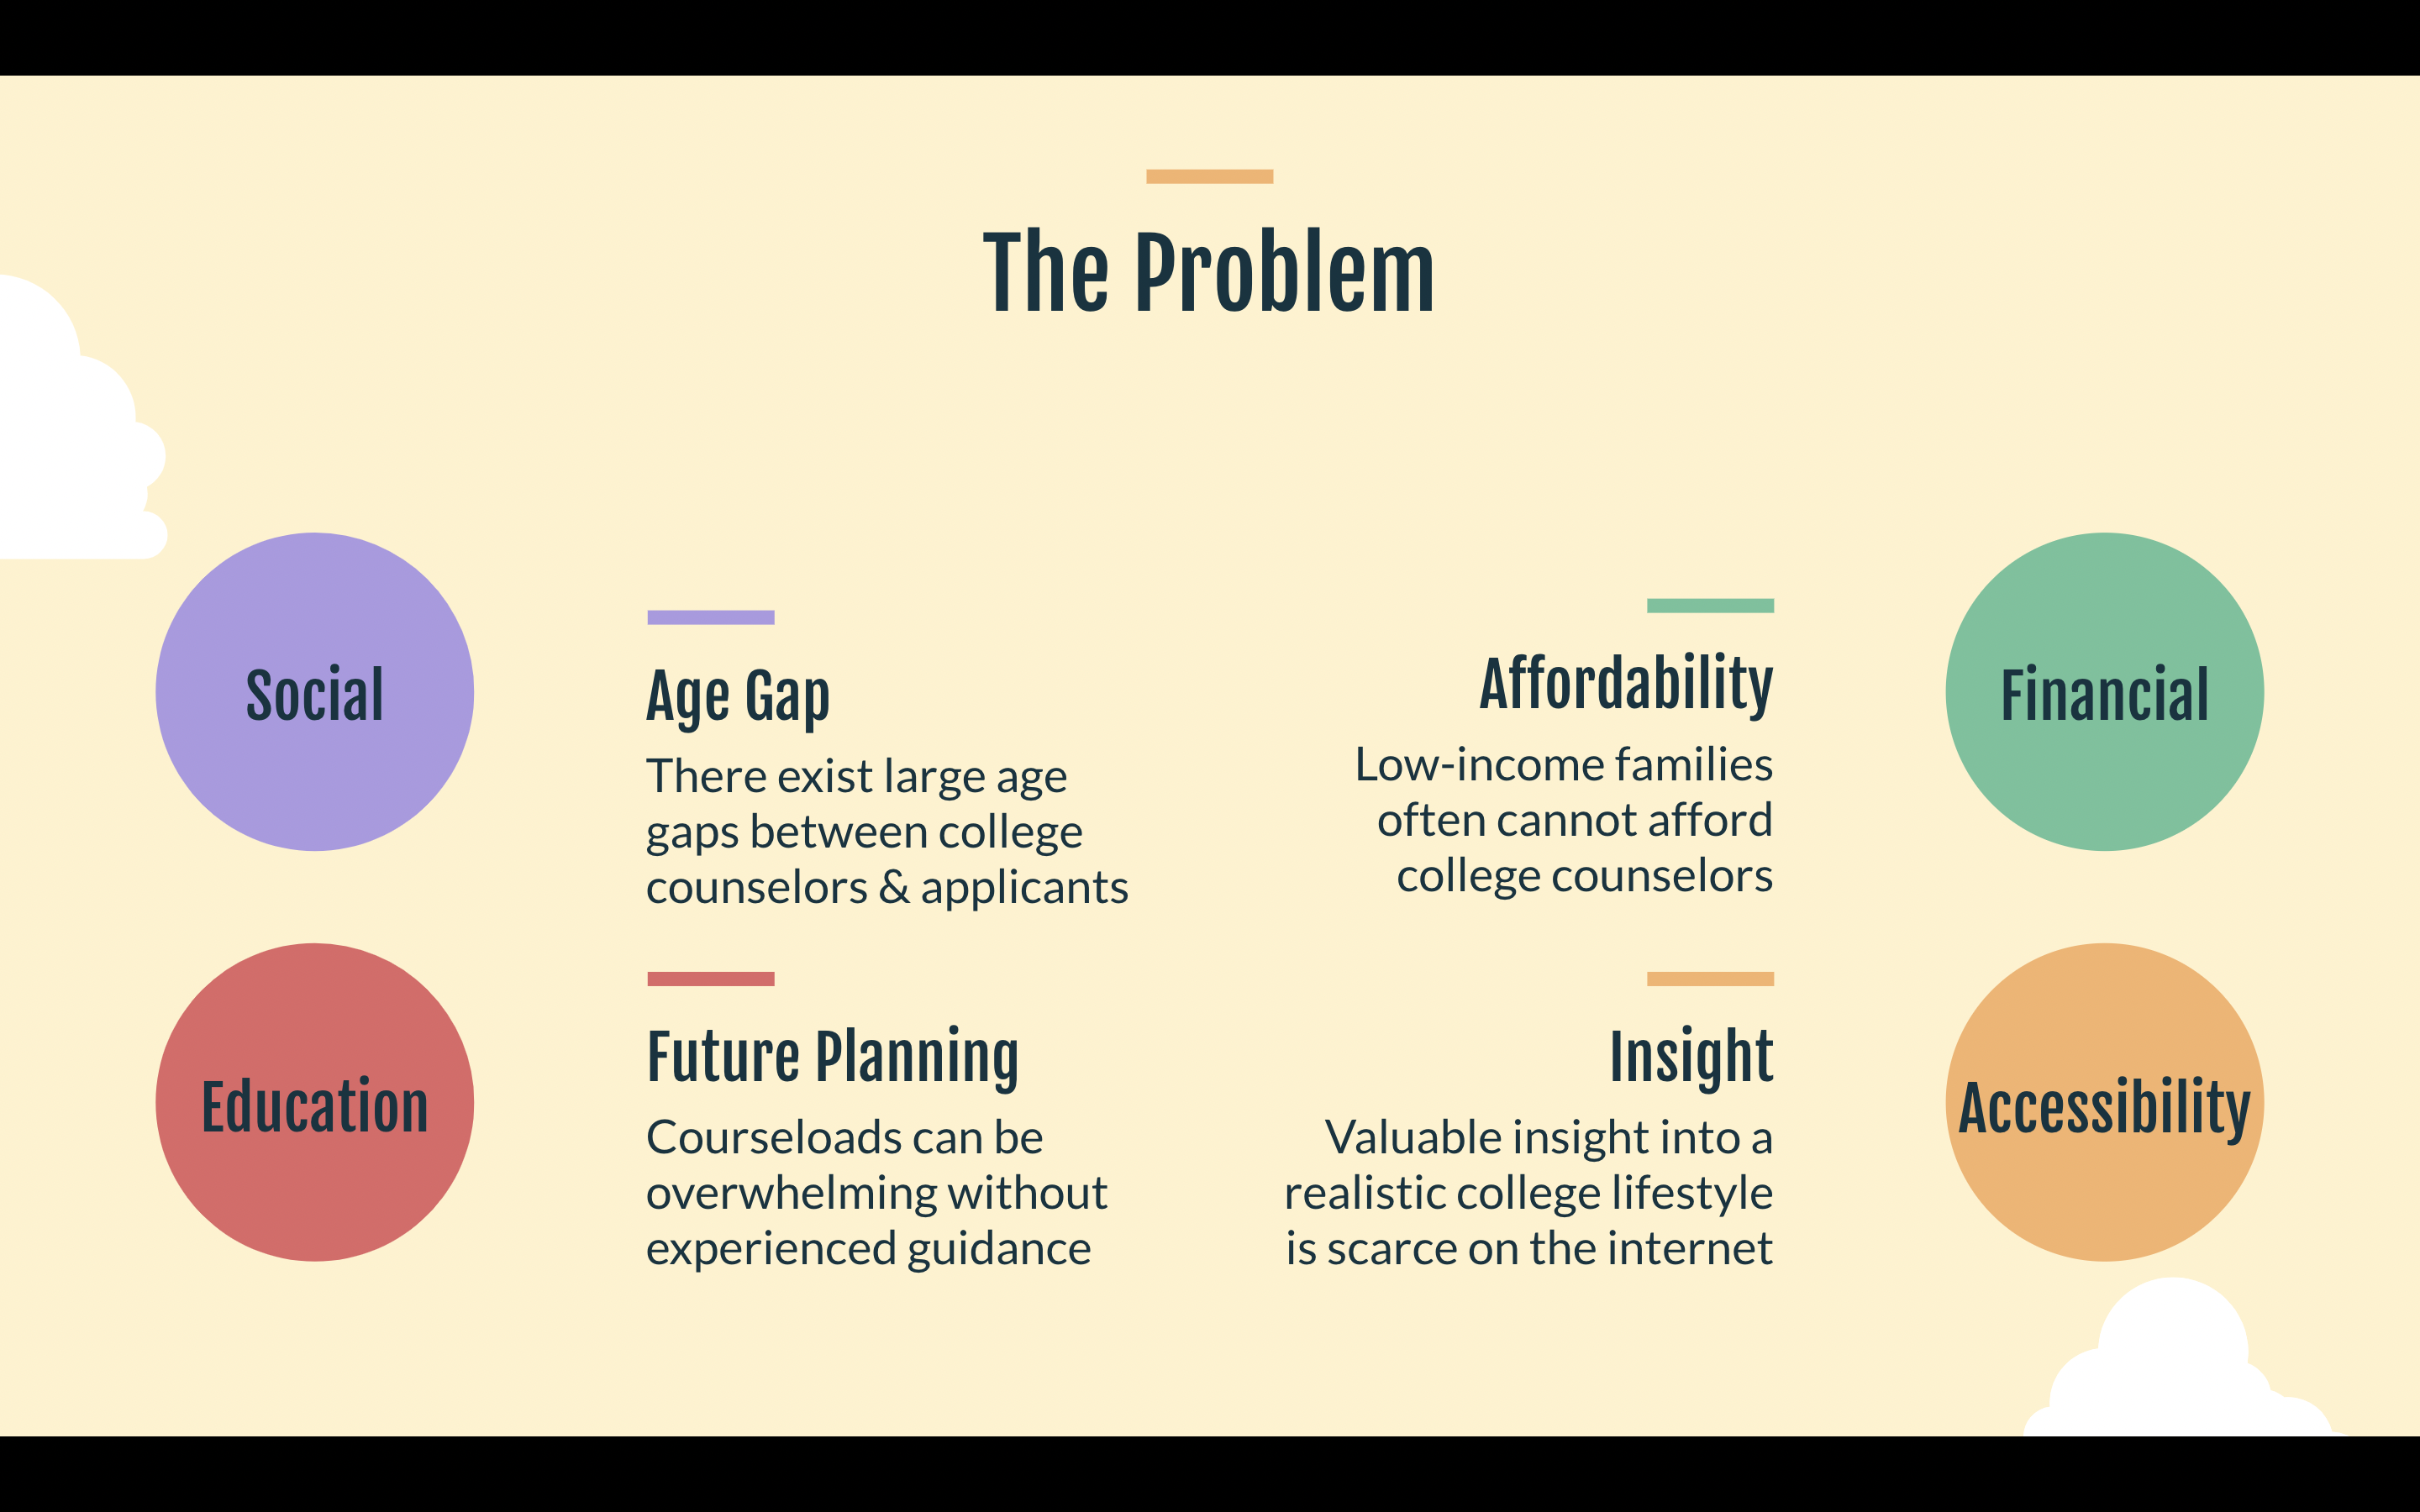 The Problem
Social
Age Gap
There exist large age
gaps between college
counselors & applicants
Affordability
Low-income families
often cannot afford
college counselors
Financial
Education
Future Planning
Courseloads can be
overwhelming without
experienced guidance
Insight
Valuable insight into a
realistic college lifestyle
is scarce on the internet
Accessibility